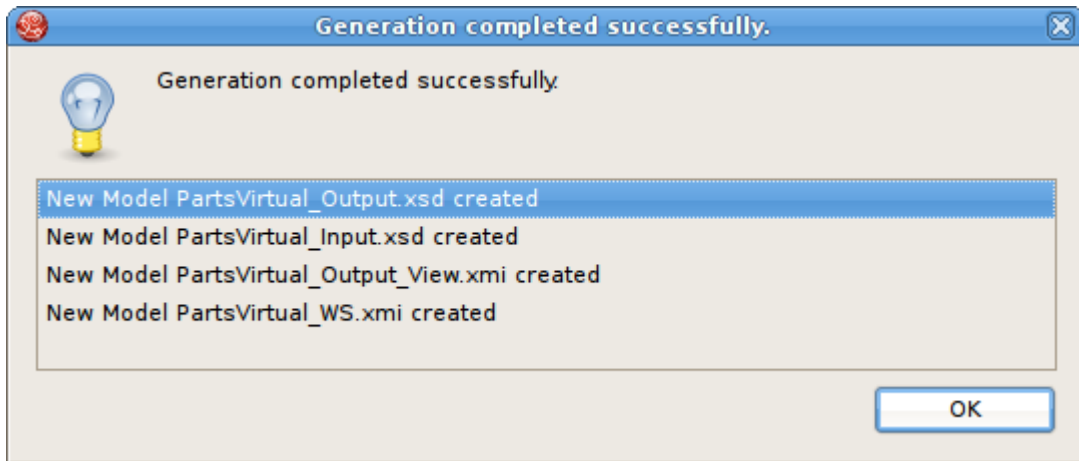 Generation completed successfully.
Generation completed successfully.
New Model PartsVirtual_Output.xsd created
New Model PartsVirtual_Input.xsd created
New Model PartsVirtual_Output_View.xmi created
New Model PartsVirtual_WS.xmi created
OK